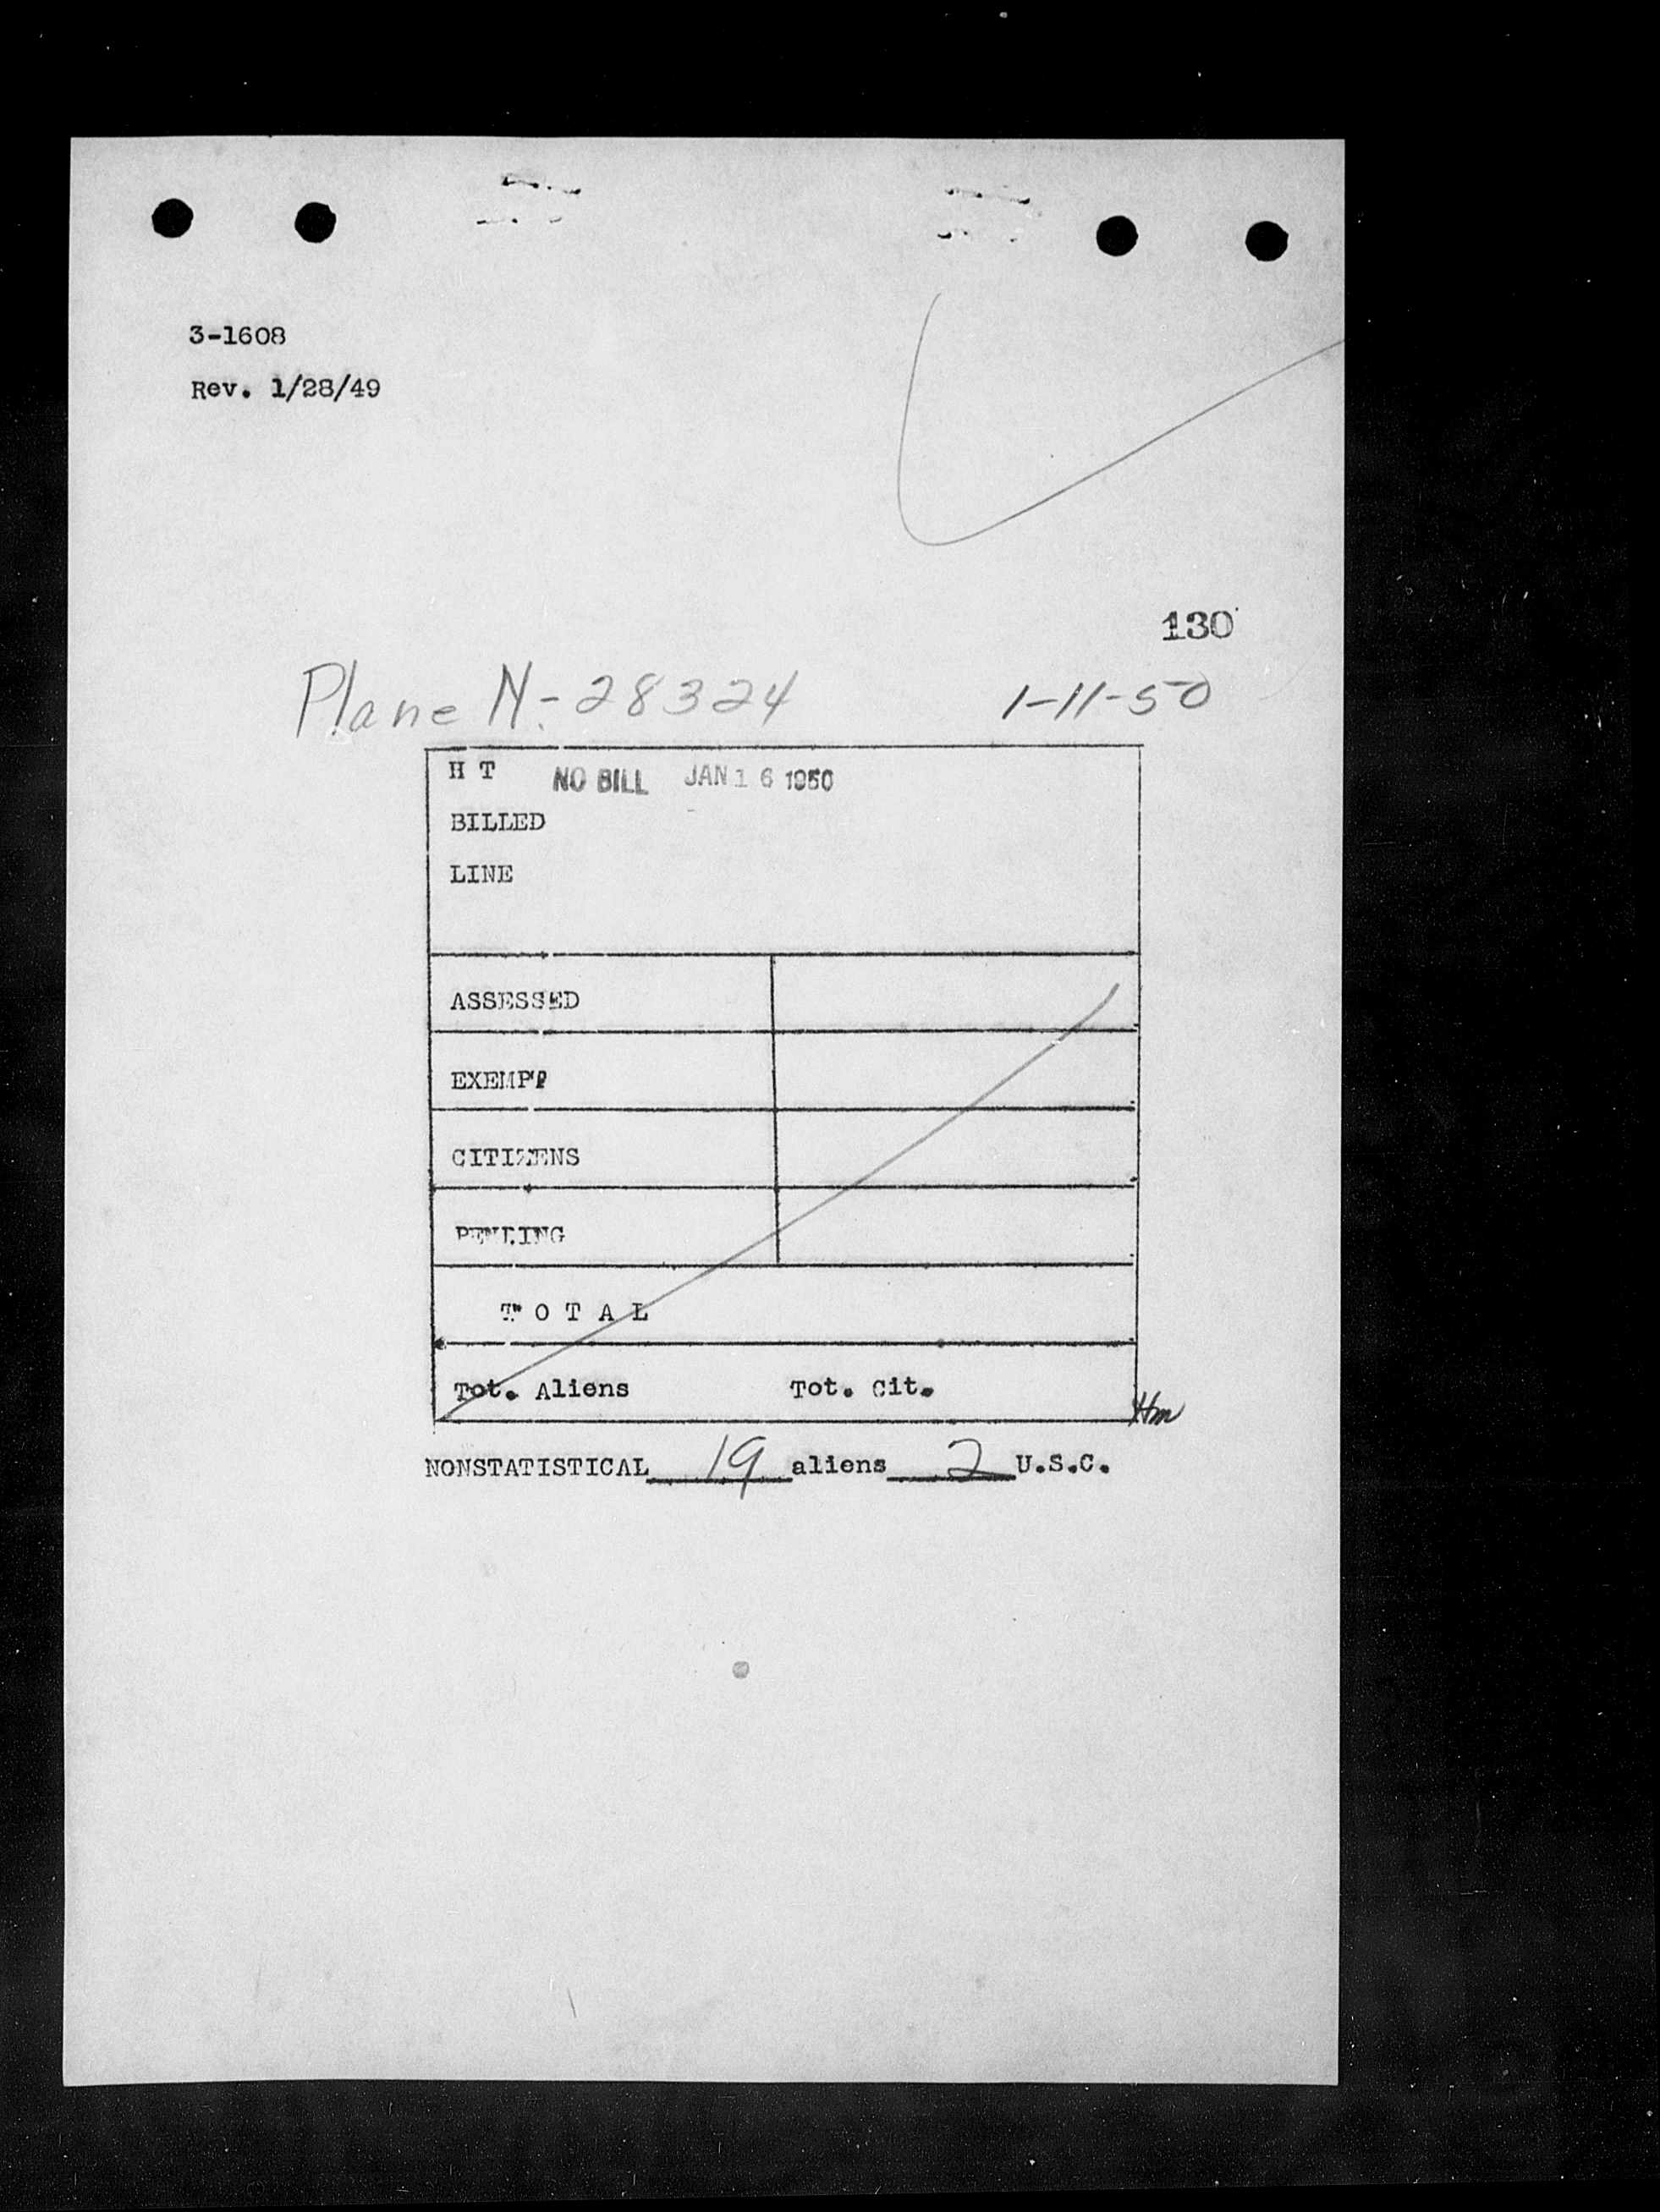 3-1608
Rev. 1/28/49
130
Plane N-28324 1-11-50
H T NO BILL JAN 16 1950
BILLED
LINE
ASSESSED
EXEMPT
CITIZENS
PENDING
T O T A L
Tot. Aliens Tot. Cit.
Hm
NONSTATISTICAL 19 aliens 2 U.S.C.